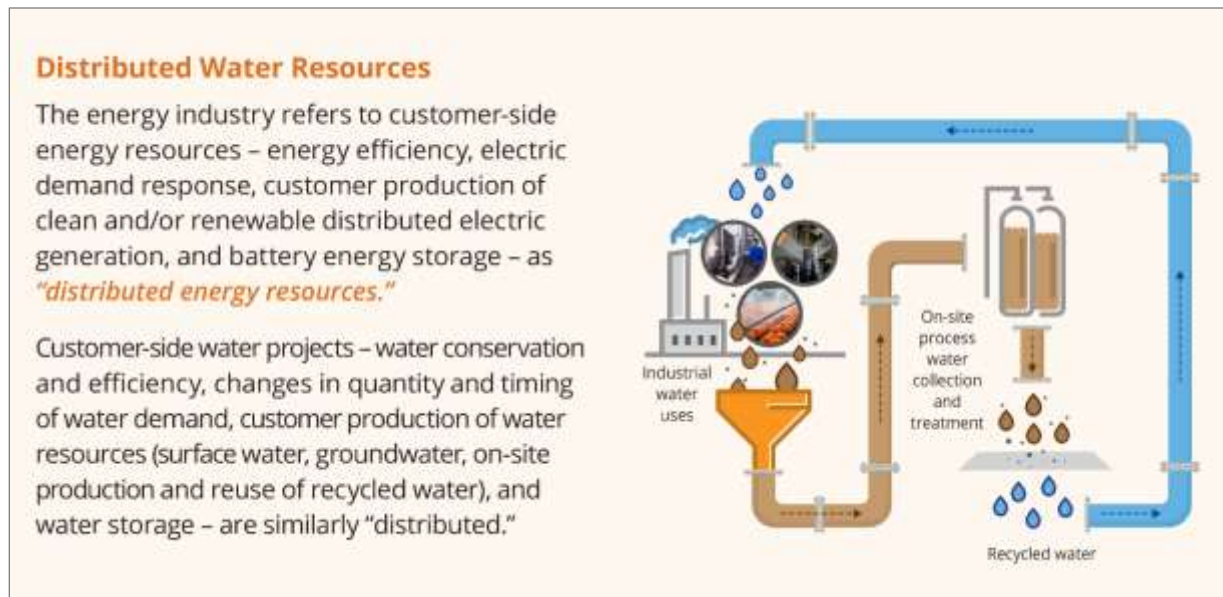 Distributed Water Resources
The energy industry refers to customer-side
energy resources – energy efficiency, electric
demand response, customer production of
clean and/or renewable distributed electric
generation, and battery energy storage – as
“distributed energy resources.”
Customer-side water projects – water conservation
and efficiency, changes in quantity and timing
of water demand, customer production of water
resources (surface water, groundwater, on-site
production and reuse of recycled water), and
water storage – are similarly “distributed.”
Industrial
water
uses
On-site
process
water
collection
and
treatment
Recycled water